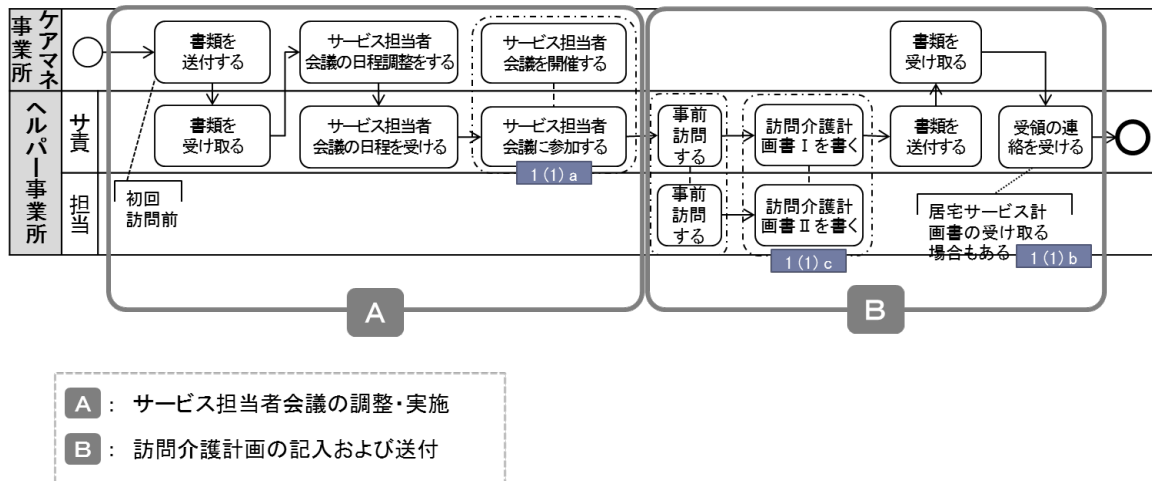 ケアマネ
事業所
書類を
送付する
サービス担当者
会議の日程調整をする
サービス担当者
会議を開催する
書類を
受け取る
ヘルパー事業所
サ責
書類を
受け取る
サービス担当者
会議の日程を受ける
サービス担当者
会議に参加する
1(1)a
事前
訪問
する
訪問介護計
画書Ⅰを書く
書類を
送付する
受領の連
絡を受ける
担当
初回
訪問前
事前
訪問
する
訪問介護計
画書Ⅱを書く
1(1)c
居宅サービス計
画書の受け取る
場合もある
1(1)b
A
B
A : サービス担当者会議の調整・実施
B : 訪問介護計画の記入および送付